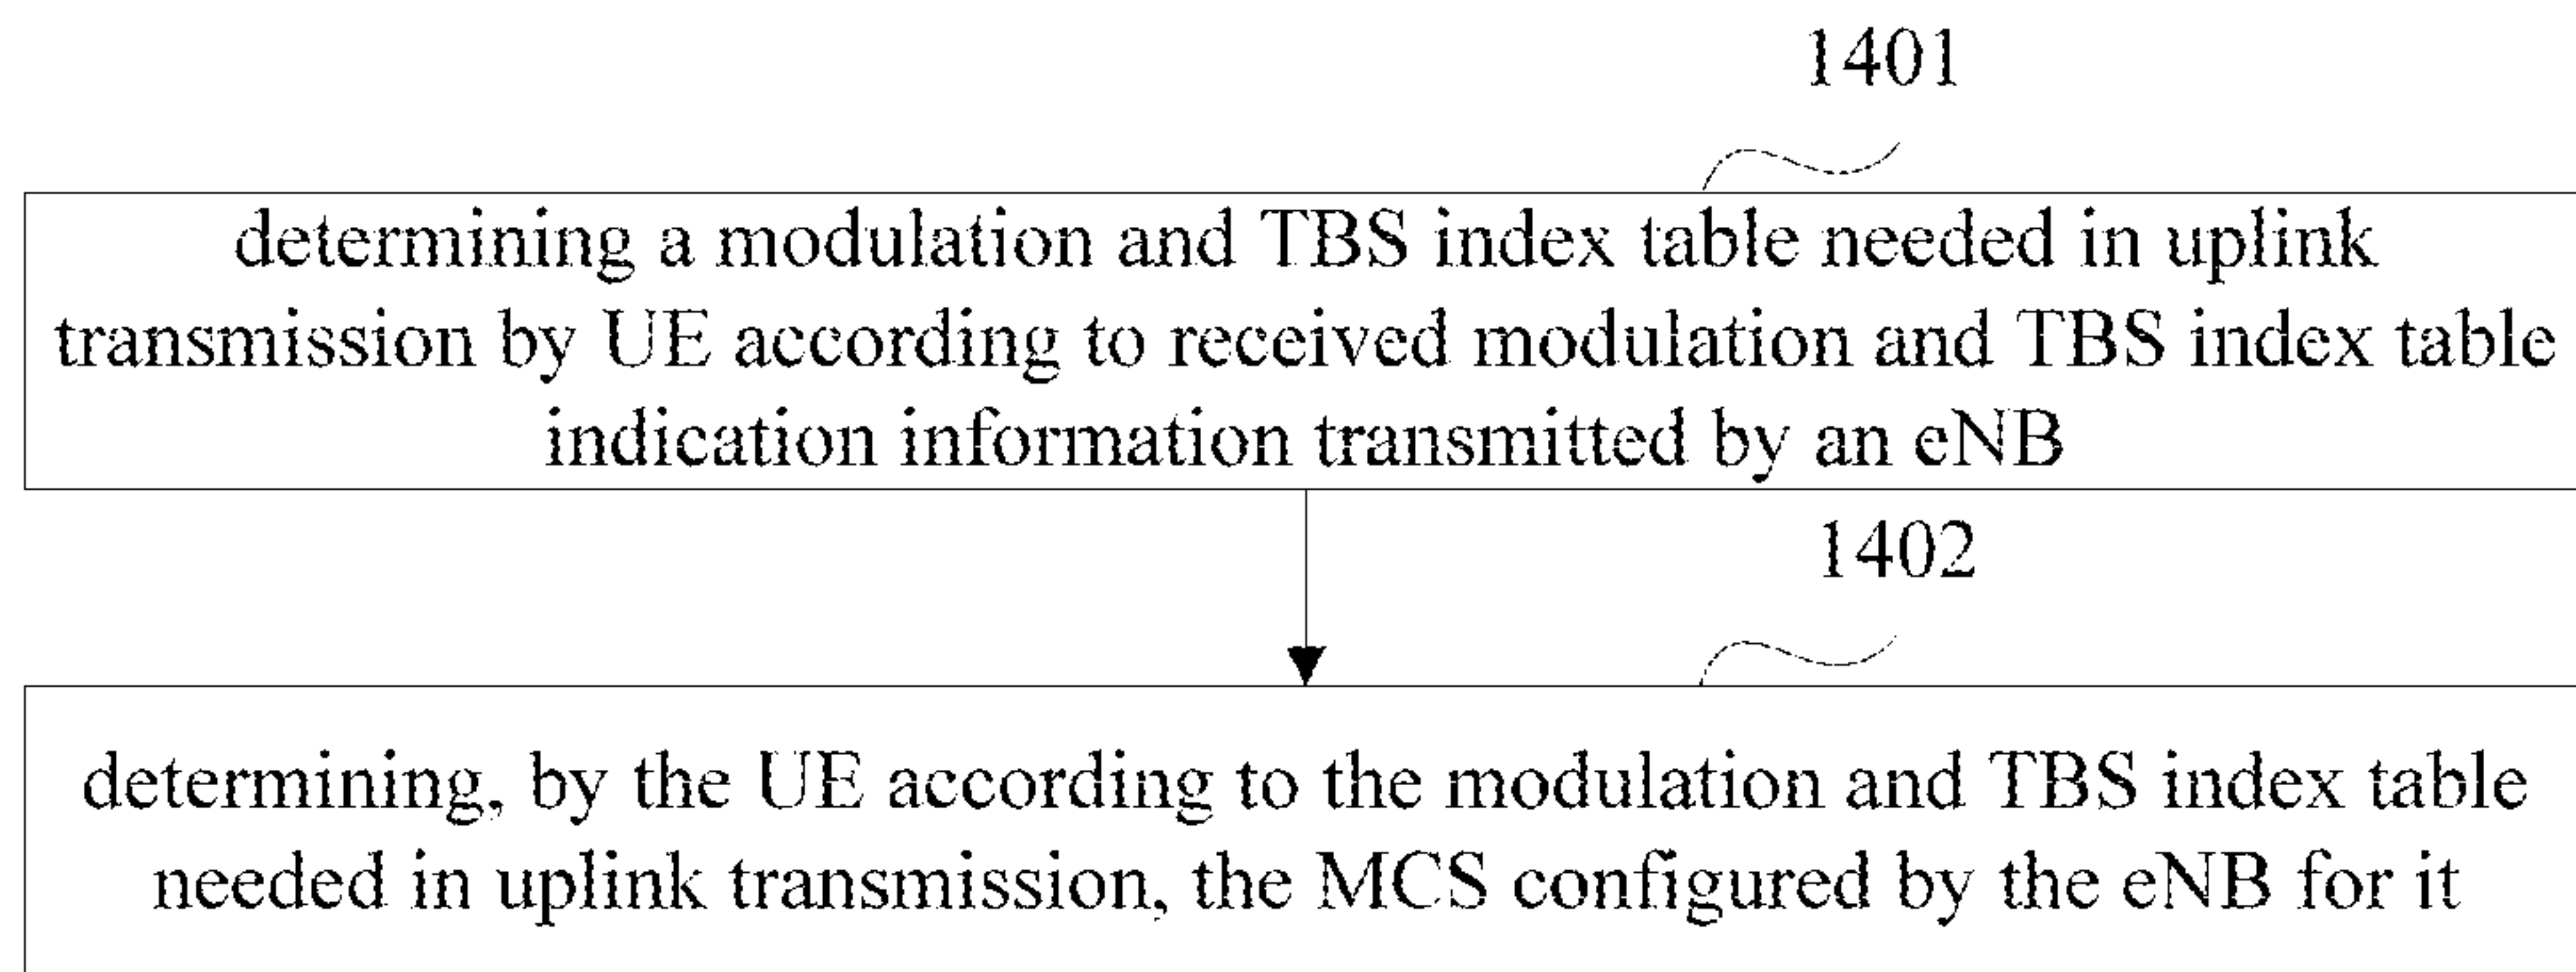 1401
determining a modulation and TBS index table needed in uplink
transmission by UE according to received modulation and TBS index table
indication information transmitted by an eNB
1402
determining, by the UE according to the modulation and TBS index table
needed in uplink transmission, the MCS configured by the eNB for it